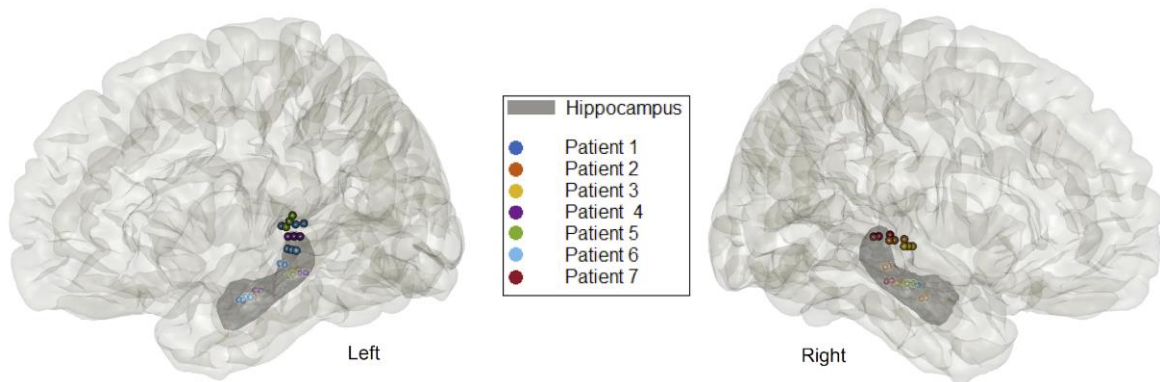 Hippocampus
Patient 1
Patient 2
Patient 3
Patient 4
Patient 5
Patient 6
Patient 7
Left
Right